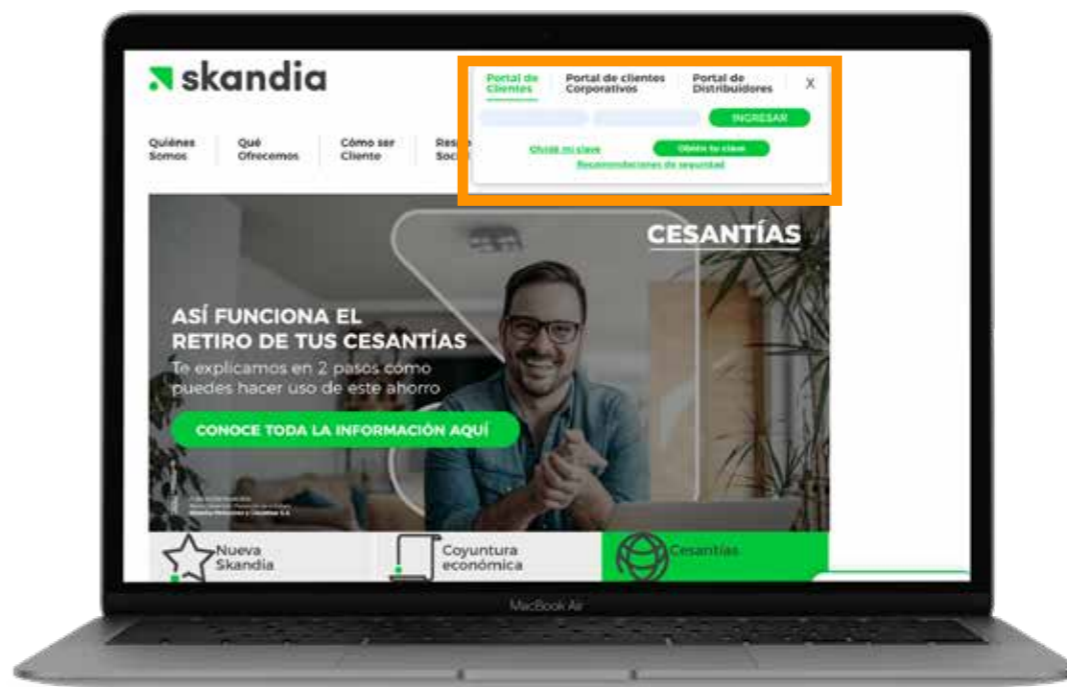 skandia
Portal de
Clientes
Portal de clientes
Corporativos
Portal de
Distribuidores
X
INGRESAR
Olvidé mi clave
Obtén tu clave
Recomendaciones de seguridad
Quiénes
Somos
Qué
Ofrecemos
Cómo ser
Cliente
CESANTÍAS
ASÍ FUNCIONA EL
RETIRO DE TUS CESANTÍAS
Te explicamos en 2 pasos cómo
puedes hacer uso de este ahorro
CONOCE TODA LA INFORMACIÓN AQUÍ
Nueva
Skandia
Coyuntura
económica
Cesantías
MacBook Air